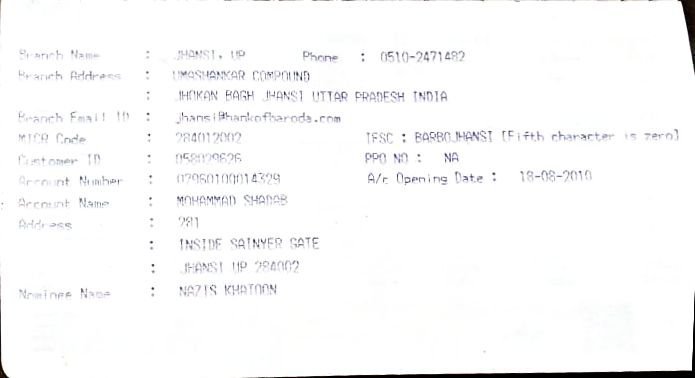 Branch Name : JHANSI, UP Phone : 0510-2471482
Branch Address : UMASHANKAR COMPOUND
: JHOKAN BAGH JHANSI UTTAR PRADESH INDIA
Branch Email ID : jhansi@bankofbaroda.com
MICR Code : 284012002 IFSC : BARB0JHANSI (Fifth character is zero)
Customer ID : 058029626 PPO NO : NA
Account Number : 07960100014329 A/c Opening Date : 18-08-2010
: Account Name : MOHAMMAD SHADAB
Address : 281
: INSIDE SAINYER GATE
: JHANSI UP 284002
Nominee Name : NAZIS KHATOON